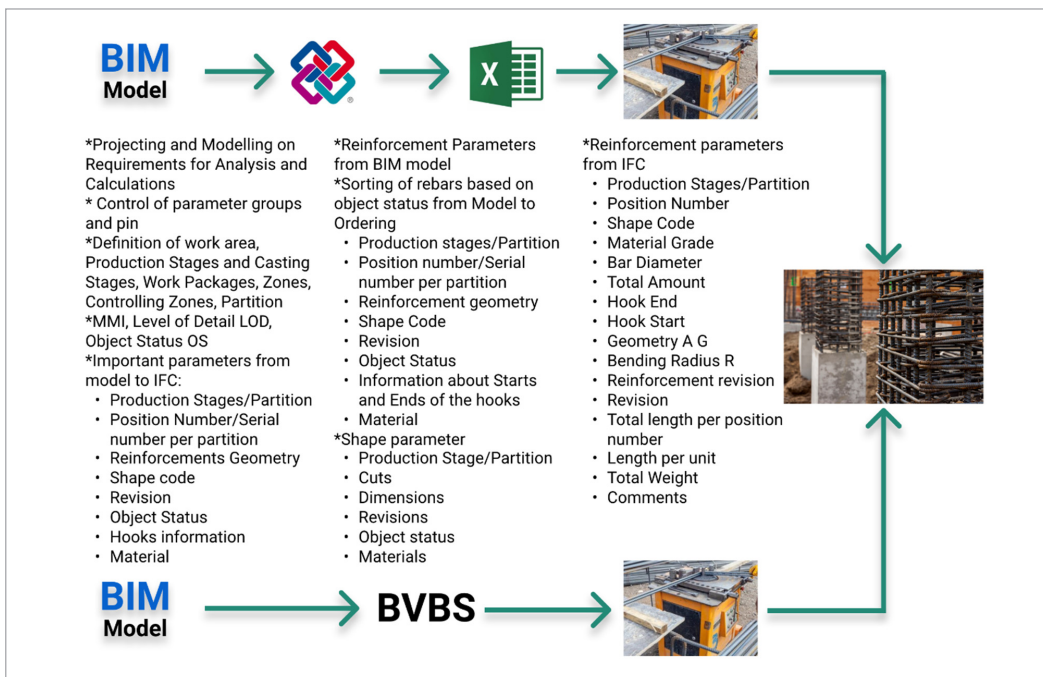 BIM
Model
®
X
*Projecting and Modelling on
Requirements for Analysis and
Calculations
* Control of parameter groups
and pin
*Definition of work area,
Production Stages and Casting
Stages, Work Packages, Zones,
Controlling Zones, Partition
*MMI, Level of Detail LOD,
Object Status OS
*Important parameters from
model to IFC:
• Production Stages/Partition
• Position Number/Serial
number per partition
• Reinforcements Geometry
• Shape code
• Revision
• Object Status
• Hooks information
• Material
*Reinforcement Parameters
from BIM model
*Sorting of rebars based on
object status from Model to
Ordering
• Production stages/Partition
• Position number/Serial
number per partition
• Reinforcement geometry
• Shape Code
• Revision
• Object Status
• Information about Starts
and Ends of the hooks
• Material
*Shape parameter
• Production Stage/Partition
• Cuts
• Dimensions
• Revisions
• Object status
• Materials
*Reinforcement parameters
from IFC
• Production Stages/Partition
• Position Number
• Shape Code
• Material Grade
• Bar Diameter
• Total Amount
• Hook End
• Hook Start
• Geometry A G
• Bending Radius R
• Reinforcement revision
• Revision
• Total length per position
number
• Length per unit
• Total Weight
• Comments
BIM
Model
BVBS